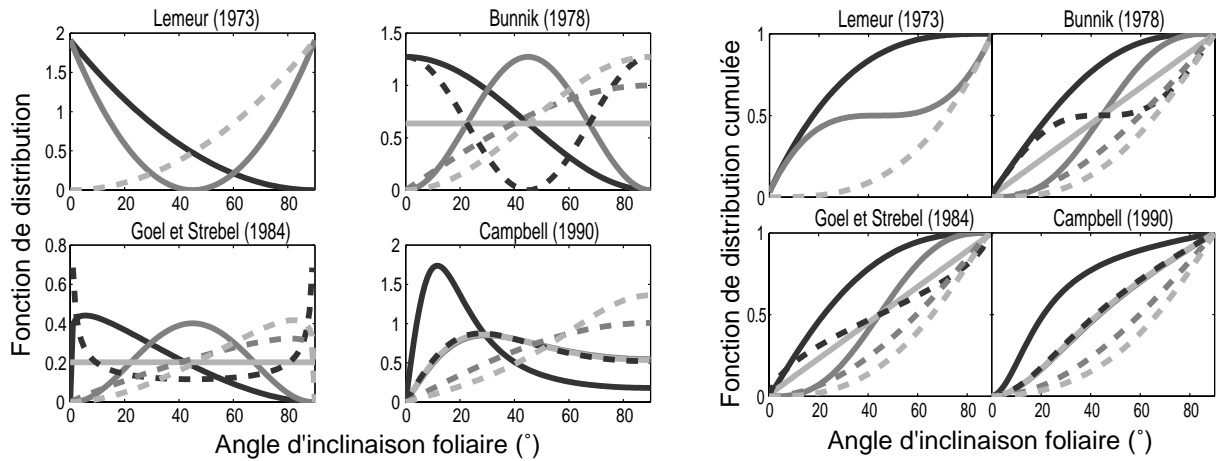 Lemeur (1973)
Bunnik (1978)
2
1.5
1
0.5
0
0 20 40 60 80
2
1.5
1
0.5
0
0 20 40 60 80
Goel et Strebel (1984)
Campbell (1990)
0.8
0.6
0.4
0.2
0
0 20 40 60 80
2
1.5
1
0.5
0
0 20 40 60 80
Fonction de distribution
Angle d'inclinaison foliaire (°)
Lemeur (1973)
Bunnik (1978)
1
0.5
0
Goel et Strebel (1984)
Campbell (1990)
1
0.5
0
0 20 40 60 80
0 20 40 60 80
Fonction de distribution cumulée
Angle d'inclinaison foliaire (°)